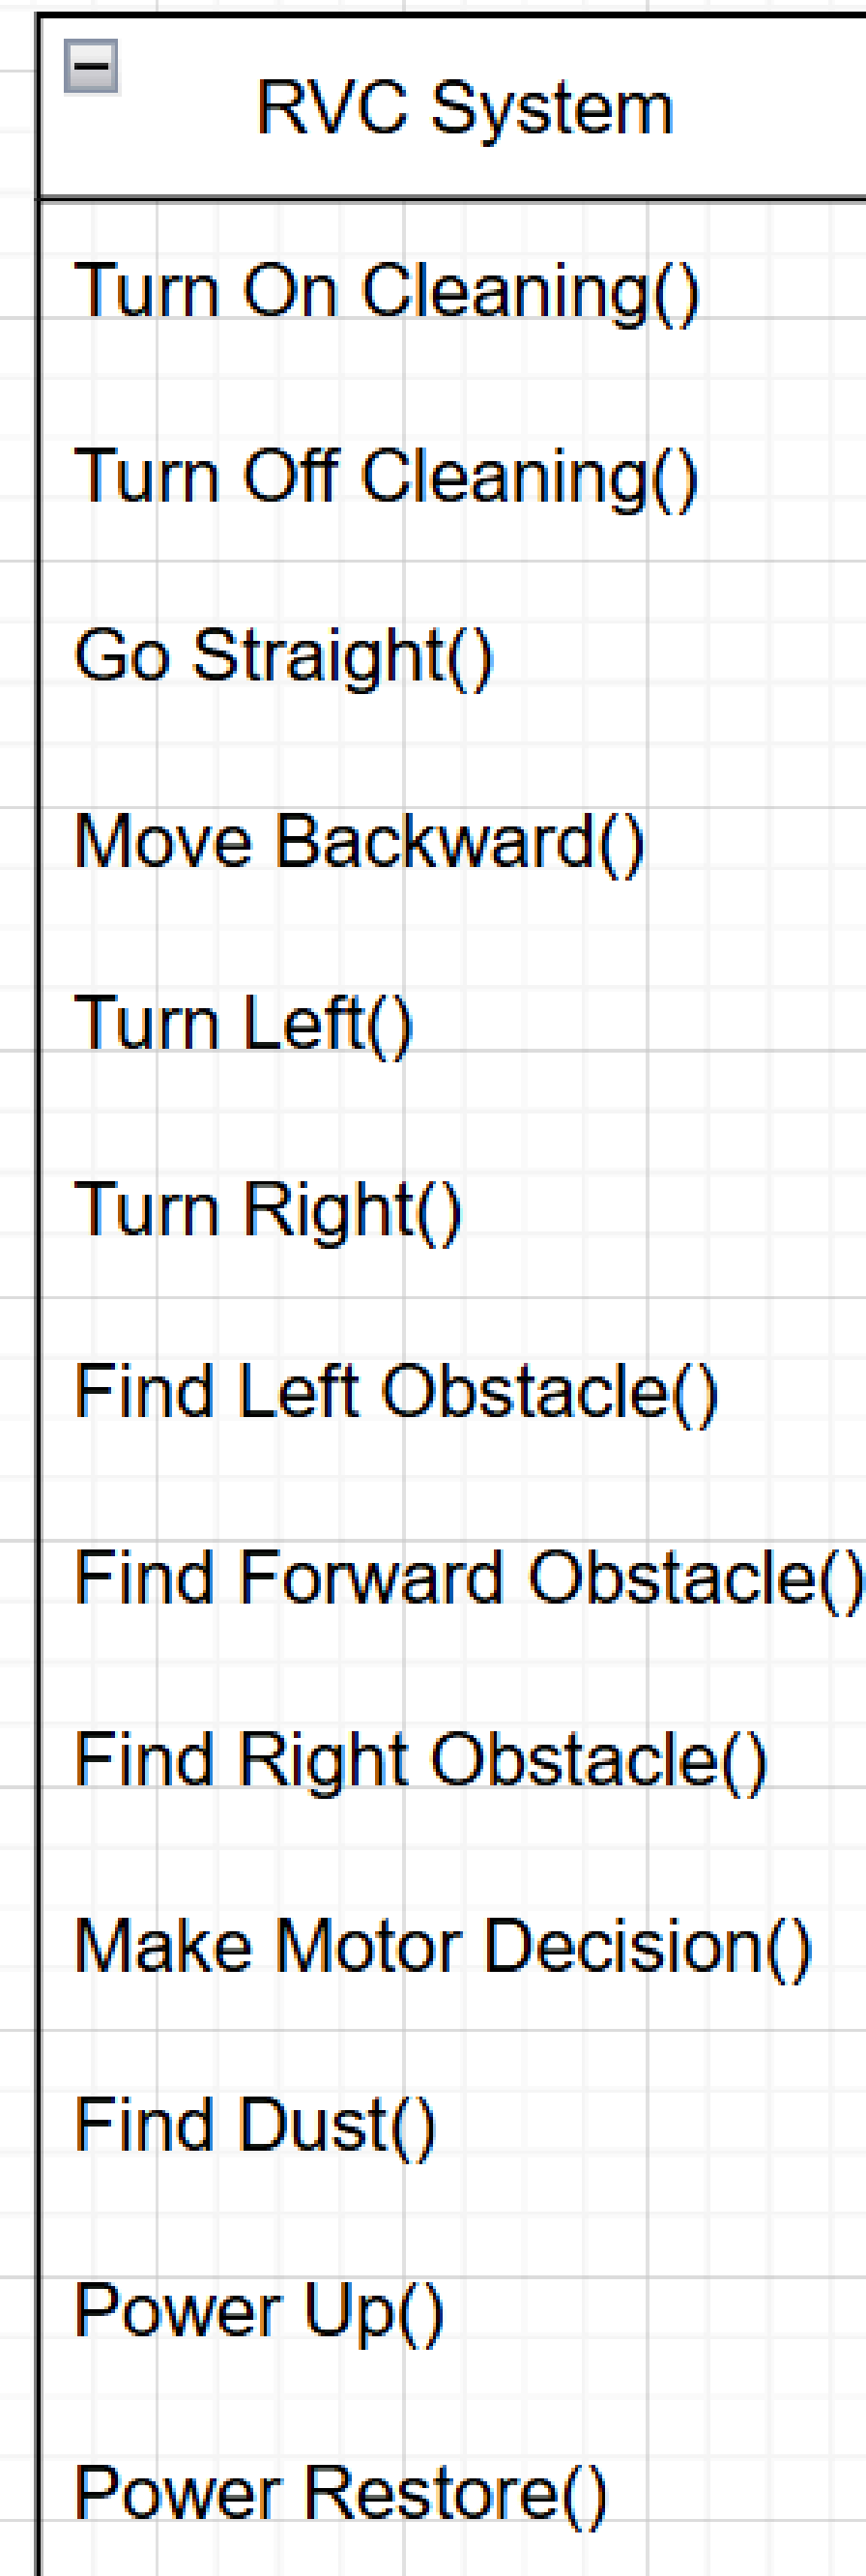 RVC System
Turn On Cleaning()
Turn Off Cleaning()
Go Straight()
Move Backward()
Turn Left()
Turn Right()
Find Left Obstacle()
Find Forward Obstacle()
Find Right Obstacle()
Make Motor Decision()
Find Dust()
Power Up()
Power Restore()